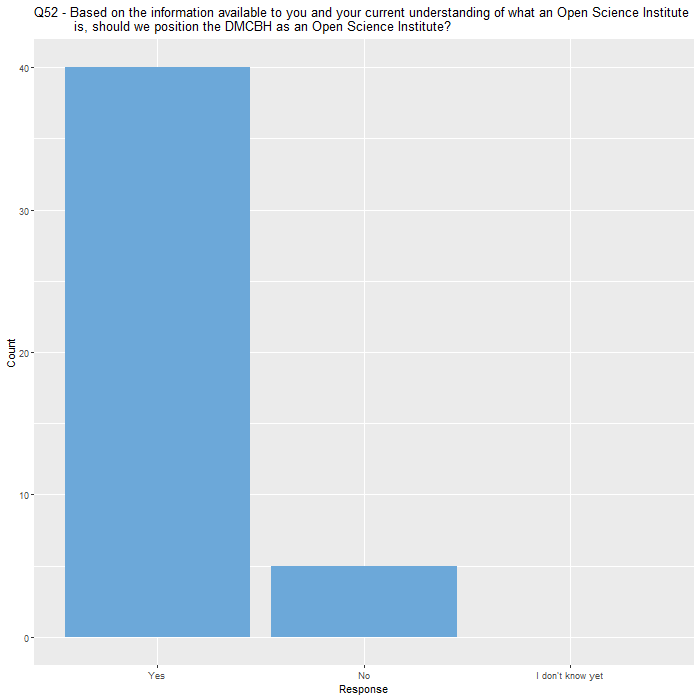 Q52 - Based on the information available to you and your current understanding of what an Open Science Institute
is, should we position the DMCBH as an Open Science Institute?
Count
40
30
20
10
0
Yes
No
I don't know yet
Response